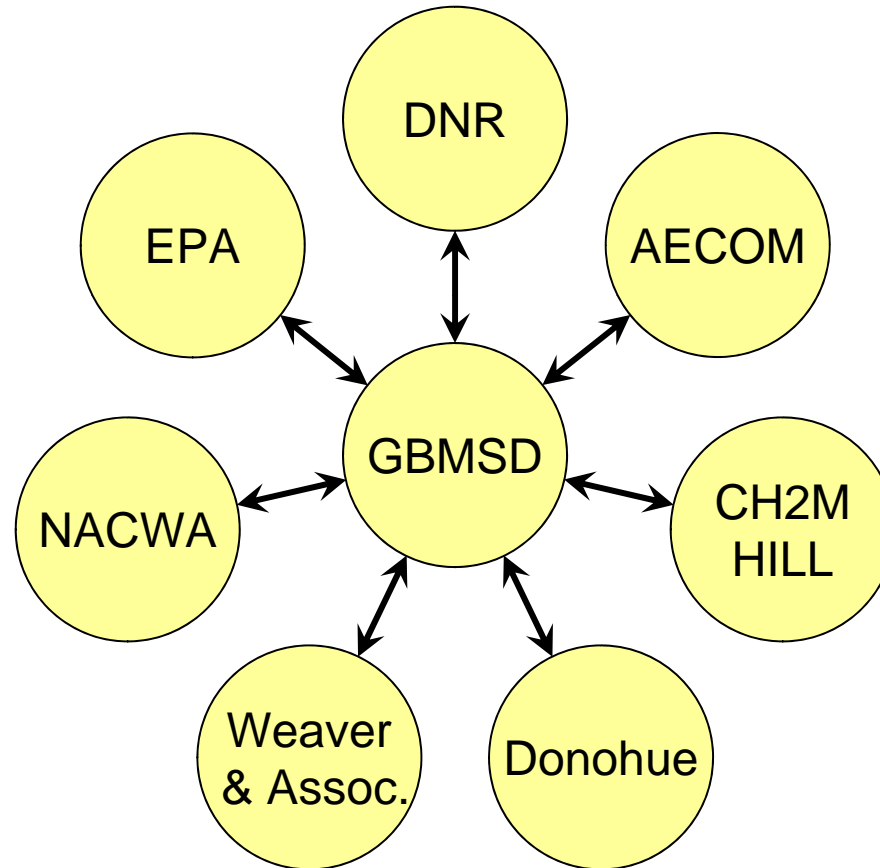 DNR
EPA
AECOM
GBMSD
NACWA
CH2M
HILL
Weaver
& Assoc.
Donohue